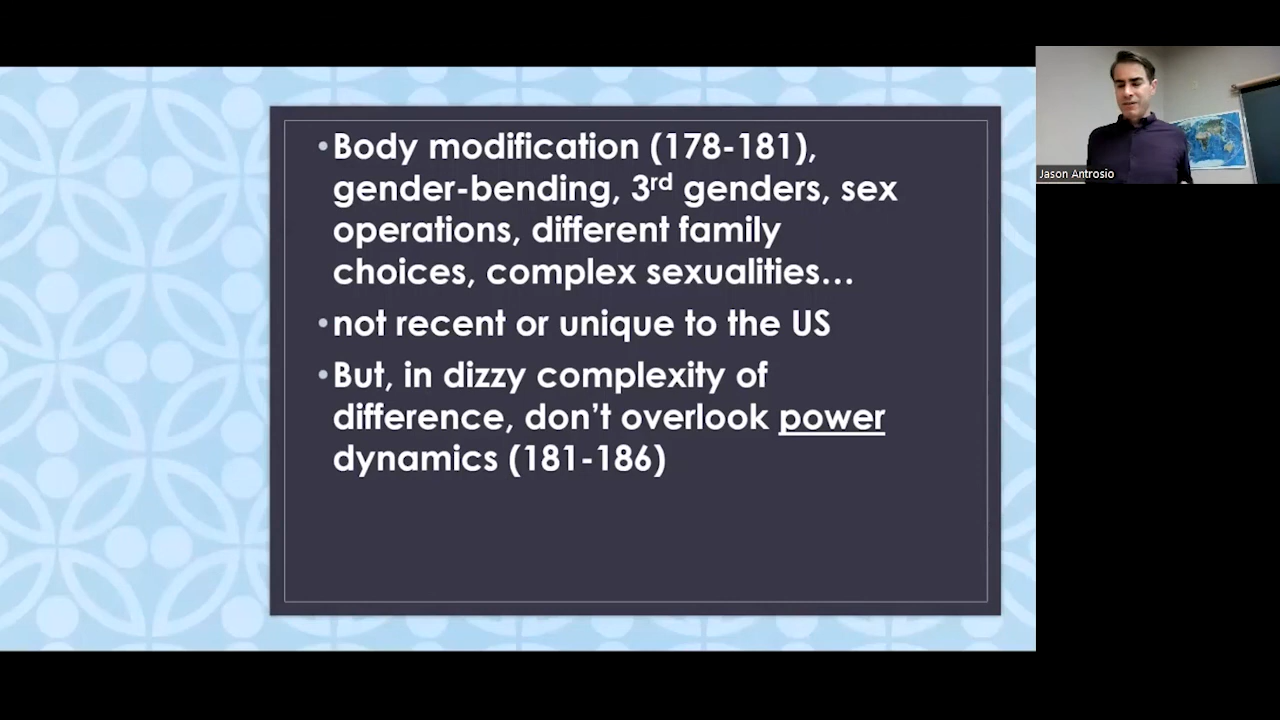 • Body modification (178-181),
gender-bending, 3rd genders, sex
operations, different family
choices, complex sexualities…
• not recent or unique to the US
• But, in dizzy complexity of
difference, don’t overlook power
dynamics (181-186)
Jason Antrosio